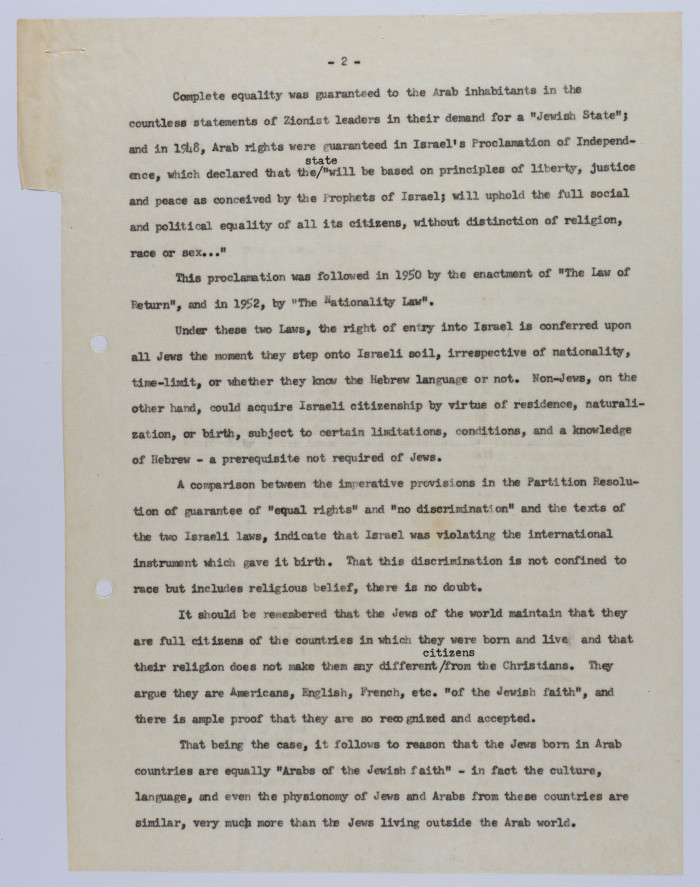 - 2 -
Complete equality was guaranteed to the Arab inhabitants in the
countless statements of Zionist leaders in their demand for a "Jewish State";
and in 1948, Arab rights were guaranteed in Israel's Proclamation of Independ-
state
ence, which declared that the/"will be based on principles of liberty, justice
and peace as conceived by the Prophets of Israel; will uphold the full social
and political equality of all its citizens, without distinction of religion,
race or sex..."
This proclamation was followed in 1950 by the enactment of "The Law of
Return", and in 1952, by "The Nationality Law".
Under these two Laws, the right of entry into Israel is conferred upon
all Jews the moment they step onto Israeli soil, irrespective of nationality,
time-limit, or whether they know the Hebrew language or not. Non-Jews, on the
other hand, could acquire Israeli citizenship by virtue of residence, naturali-
zation, or birth, subject to certain limitations, conditions, and a knowledge
of Hebrew - a prerequisite not required of Jews.
A comparison between the imperative provisions in the Partition Resolu-
tion of guarantee of "equal rights" and "no discrimination" and the texts of
the two Israeli laws, indicate that Israel was violating the international
instrument which gave it birth. That this discrimination is not confined to
race but includes religious belief, there is no doubt.
It should be remembered that the Jews of the world maintain that they
are full citizens of the countries in which they were born and live and that
citizens
their religion does not make them any different/from the Christians. They
argue they are Americans, English, French, etc. "of the Jewish faith", and
there is ample proof that they are so recognized and accepted.
That being the case, it follows to reason that the Jews born in Arab
countries are equally "Arabs of the Jewish faith" - in fact the culture,
language, and even the physionomy of Jews and Arabs from these countries are
similar, very much more than the Jews living outside the Arab world.